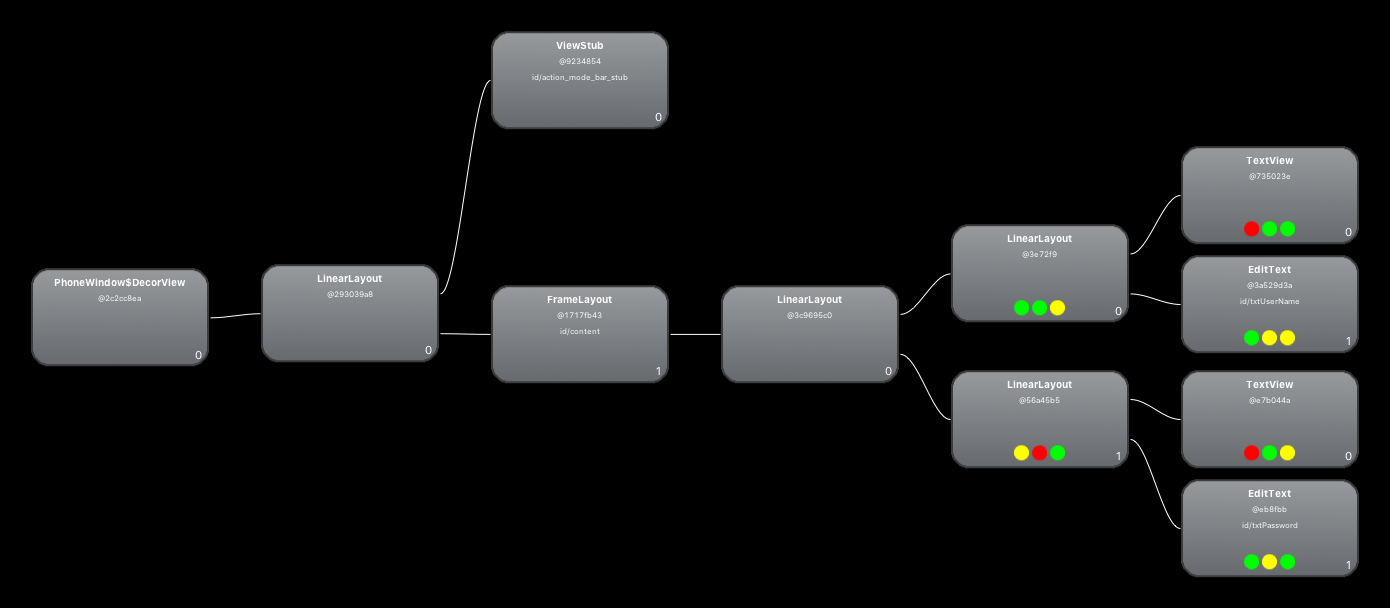 ViewStub
@9234854
id/action_mode_bar_stub
0
PhoneWindow$DecorView
@2c2cc8ea
0
LinearLayout
@293039a8
0
FrameLayout
@1717fb43
id/content
1
LinearLayout
@3c9695c0
0
LinearLayout
@3e72f9
0
LinearLayout
@56a45b5
1
TextView
@735023e
0
EditText
@3a529d3a
id/txtUserName
1
TextView
@e7b044a
0
EditText
@eb8fbb
id/txtPassword
1